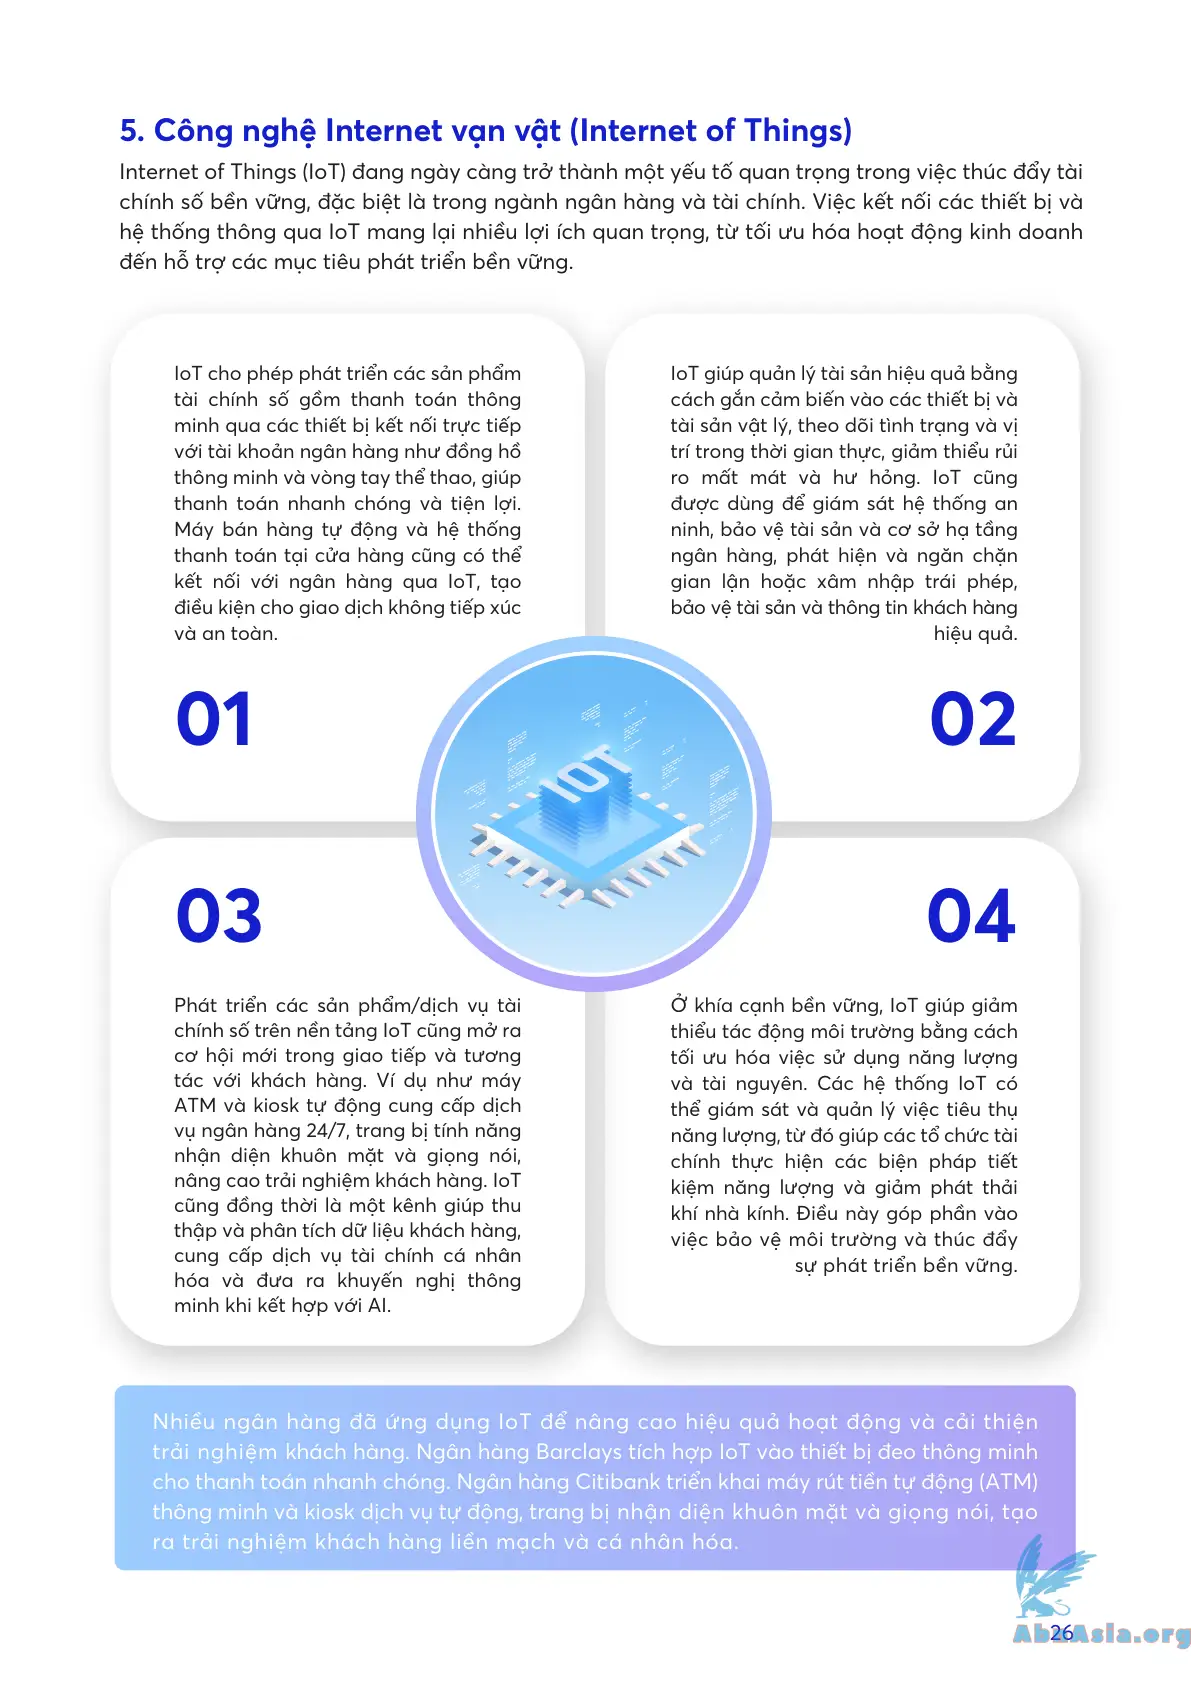 5. Công nghệ Internet vạn vật (Internet of Things)
Internet of Things (IoT) đang ngày càng trở thành một yếu tố quan trọng trong việc thúc đẩy tài
chính số bền vững, đặc biệt là trong ngành ngân hàng và tài chính. Việc kết nối các thiết bị và
hệ thống thông qua IoT mang lại nhiều lợi ích quan trọng, từ tối ưu hóa hoạt động kinh doanh
đến hỗ trợ các mục tiêu phát triển bền vững.
IoT cho phép phát triển các sản phẩm
tài chính số gồm thanh toán thông
minh qua các thiết bị kết nối trực tiếp
với tài khoản ngân hàng như đồng hồ
thông minh và vòng tay thể thao, giúp
thanh toán nhanh chóng và tiện lợi.
Máy bán hàng tự động và hệ thống
thanh toán tại cửa hàng cũng có thể
kết nối với ngân hàng qua IoT, tạo
điều kiện cho giao dịch không tiếp xúc
và an toàn.
01
IoT giúp quản lý tài sản hiệu quả bằng
cách gắn cảm biến vào các thiết bị và
tài sản vật lý, theo dõi tình trạng và vị
trí trong thời gian thực, giảm thiểu rủi
ro mất mát và hư hỏng. IoT cũng
được dùng để giám sát hệ thống an
ninh, bảo vệ tài sản và cơ sở hạ tầng
ngân hàng, phát hiện và ngăn chặn
gian lận hoặc xâm nhập trái phép,
bảo vệ tài sản và thông tin khách hàng
hiệu quả.
02
IOT
03
Phát triển các sản phẩm/dịch vụ tài
chính số trên nền tảng IoT cũng mở ra
cơ hội mới trong giao tiếp và tương
tác với khách hàng. Ví dụ như máy
ATM và kiosk tự động cung cấp dịch
vụ ngân hàng 24/7, trang bị tính năng
nhận diện khuôn mặt và giọng nói,
nâng cao trải nghiệm khách hàng. IoT
cũng đồng thời là một kênh giúp thu
thập và phân tích dữ liệu khách hàng,
cung cấp dịch vụ tài chính cá nhân
hóa và đưa ra khuyến nghị thông
minh khi kết hợp với AI.
04
Ở khía cạnh bền vững, IoT giúp giảm
thiểu tác động môi trường bằng cách
tối ưu hóa việc sử dụng năng lượng
và tài nguyên. Các hệ thống IoT có
thể giám sát và quản lý việc tiêu thụ
năng lượng, từ đó giúp các tổ chức tài
chính thực hiện các biện pháp tiết
kiệm năng lượng và giảm phát thải
khí nhà kính. Điều này góp phần vào
việc bảo vệ môi trường và thúc đẩy
sự phát triển bền vững.
Nhiều ngân hàng đã ứng dụng IoT để nâng cao hiệu quả hoạt động và cải thiện
trải nghiệm khách hàng. Ngân hàng Barclays tích hợp IoT vào thiết bị đeo thông minh
cho thanh toán nhanh chóng. Ngân hàng Citibank triển khai máy rút tiền tự động (ATM)
thông minh và kiosk dịch vụ tự động, trang bị nhận diện khuôn mặt và giọng nói, tạo
ra trải nghiệm khách hàng liền mạch và cá nhân hóa.
26